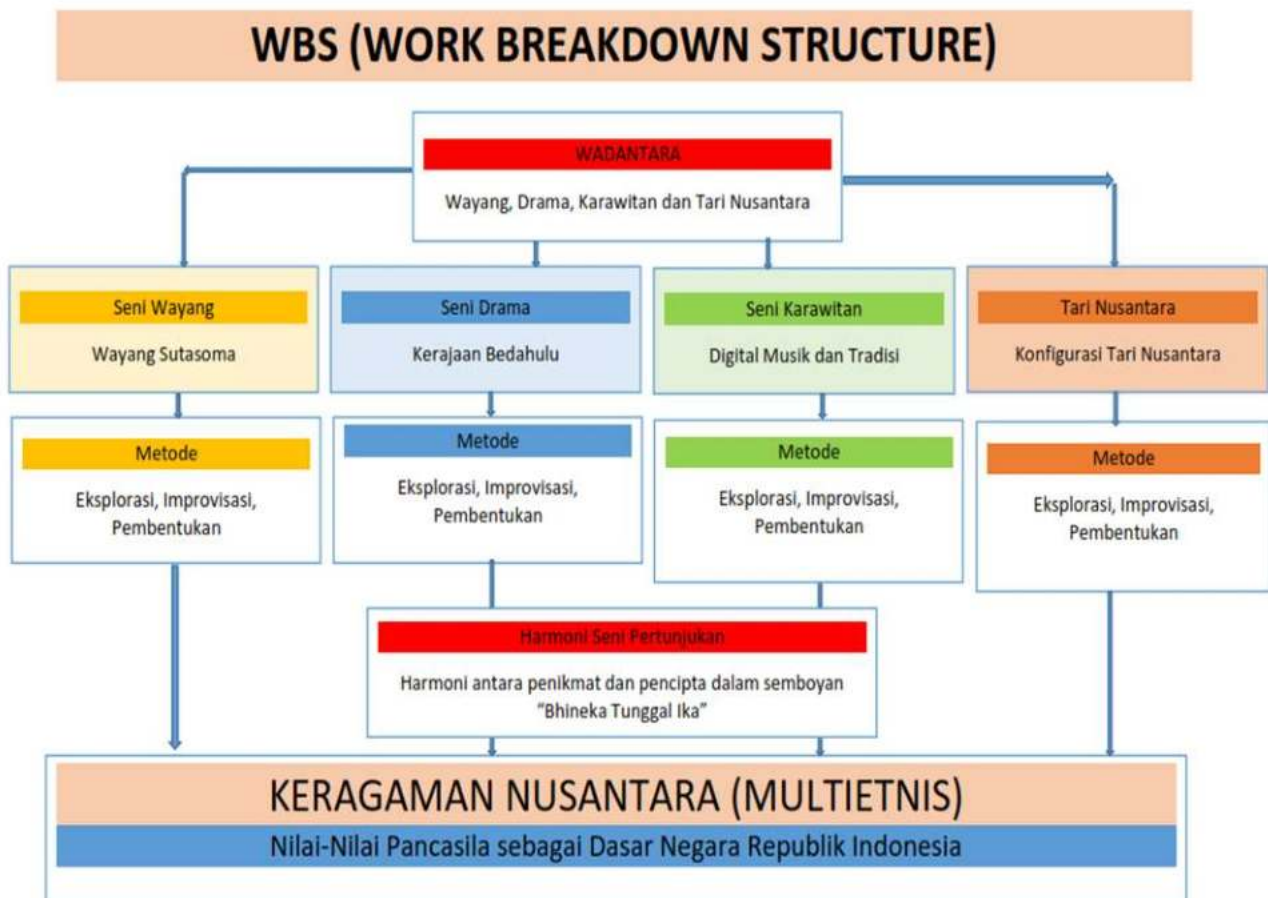 WBS (WORK BREAKDOWN STRUCTURE)
WADANTARA
Wayang, Drama, Karawitan dan Tari Nusantara
Seni Wayang
Wayang Sutasoma
Seni Drama
Kerajaan Bedahulu
Seni Karawitan
Digital Musik dan Tradisi
Tari Nusantara
Konfigurasi Tari Nusantara
Metode
Eksplorasi, Improvisasi,
Pembentukan
Metode
Eksplorasi, Improvisasi,
Pembentukan
Metode
Eksplorasi, Improvisasi,
Pembentukan
Metode
Eksplorasi, Improvisasi,
Pembentukan
Harmoni Seni Pertunjukan
Harmoni antara penikmat dan pencipta dalam semboyan
“Bhineka Tunggal Ika”
KERAGAMAN NUSANTARA (MULTIETNIS)
Nilai-Nilai Pancasila sebagai Dasar Negara Republik Indonesia